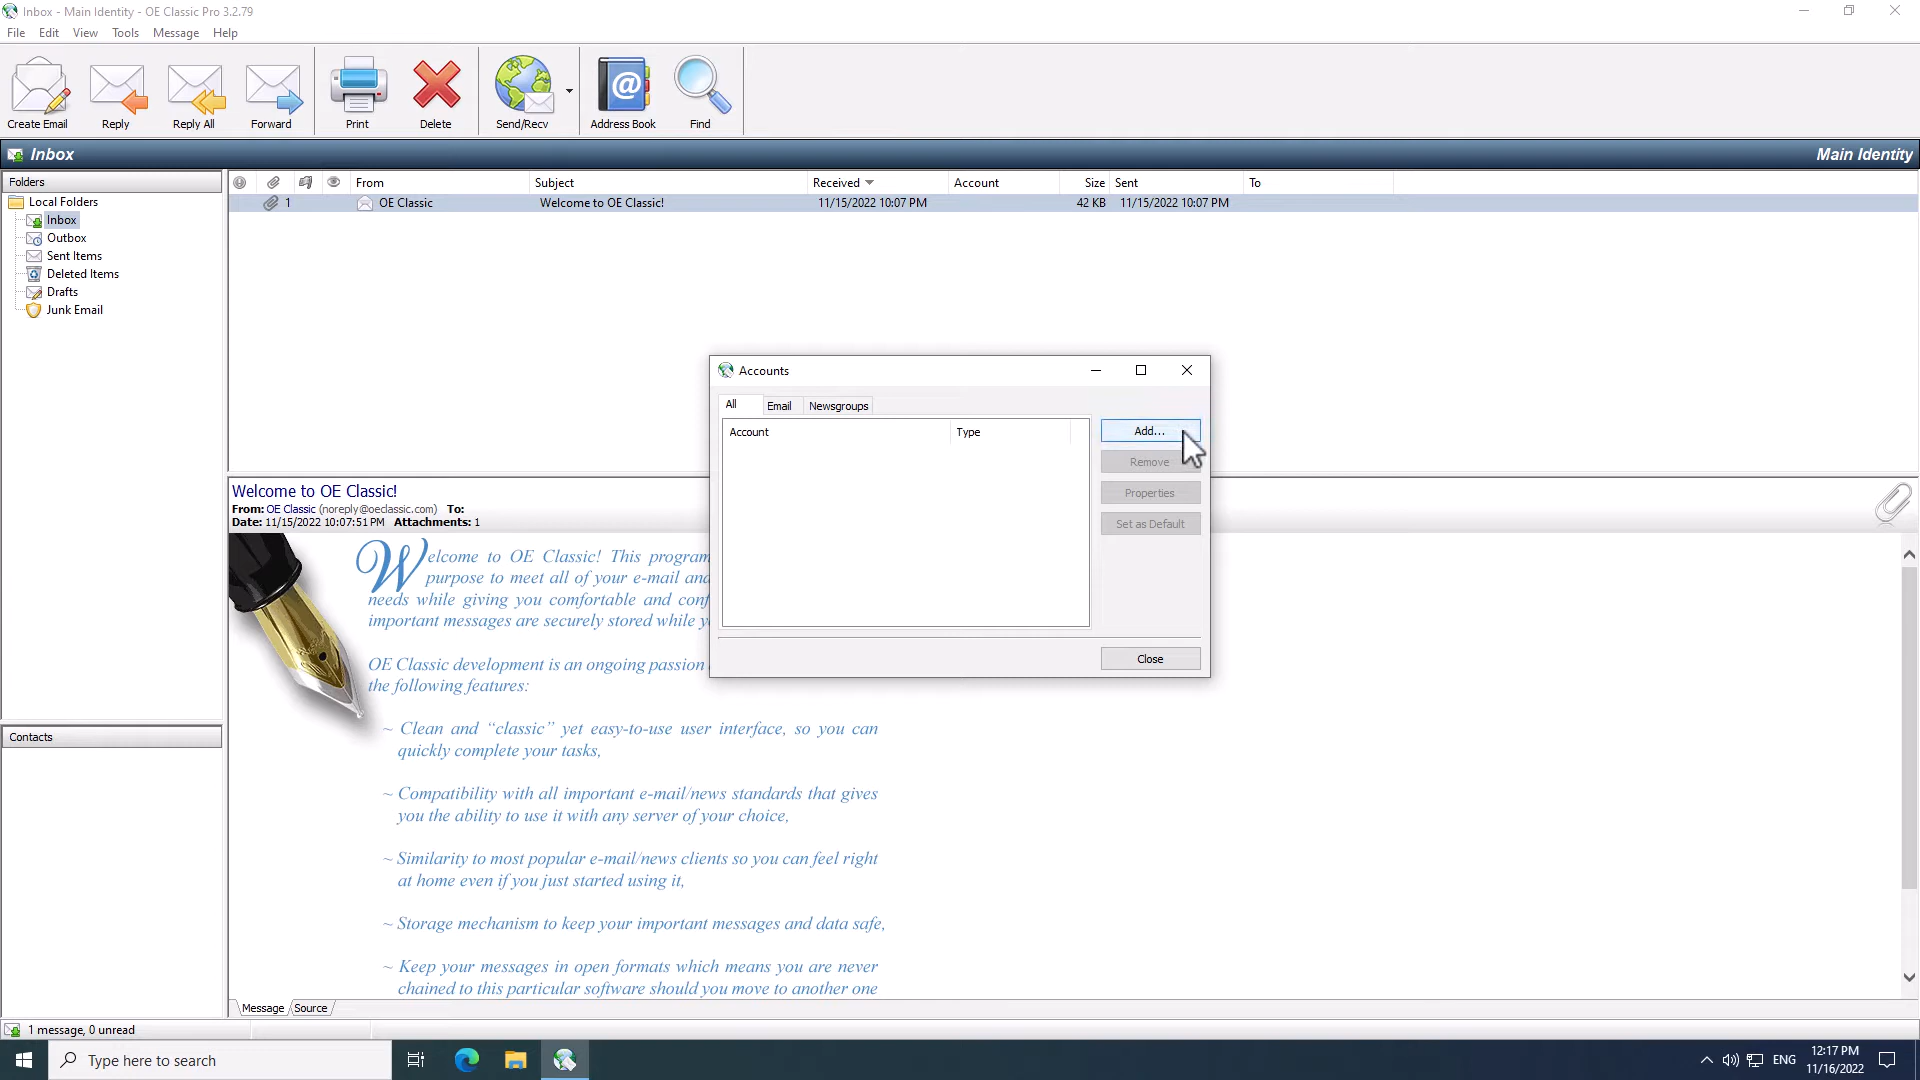 Inbox - Main Identity - OE Classic Pro 3.2.79
File Edit View Tools Message Help
Create Email Reply Reply All Forward Print Delete Send/Recv Address Book Find
Inbox Main Identity
Folders
From Subject Received Account Size Sent To
1 OE Classic Welcome to OE Classic! 11/15/2022 10:07 PM 42 KB 11/15/2022 10:07 PM
Local Folders
Inbox
Outbox
Sent Items
Deleted Items
Drafts
Junk Email
Accounts
All Email Newsgroups
Account Type
Add...
Remove
Properties
Set as Default
Close
Welcome to OE Classic!
From: OE Classic (noreply@oeclassic.com) To:
Date: 11/15/2022 10:07:51 PM Attachments: 1
Welcome to OE Classic! This program
purpose to meet all of your e-mail and
needs while giving you comfortable and conf
important messages are securely stored while y
OE Classic development is an ongoing passion
the following features:
~ Clean and “classic” yet easy-to-use user interface, so you can
quickly complete your tasks,
~ Compatibility with all important e-mail/news standards that gives
you the ability to use it with any server of your choice,
~ Similarity to most popular e-mail/news clients so you can feel right
at home even if you just started using it,
~ Storage mechanism to keep your important messages and data safe,
~ Keep your messages in open formats which means you are never
chained to this particular software should you move to another one
Contacts
Message Source
1 message, 0 unread
Type here to search
ENG
12:17 PM
11/16/2022